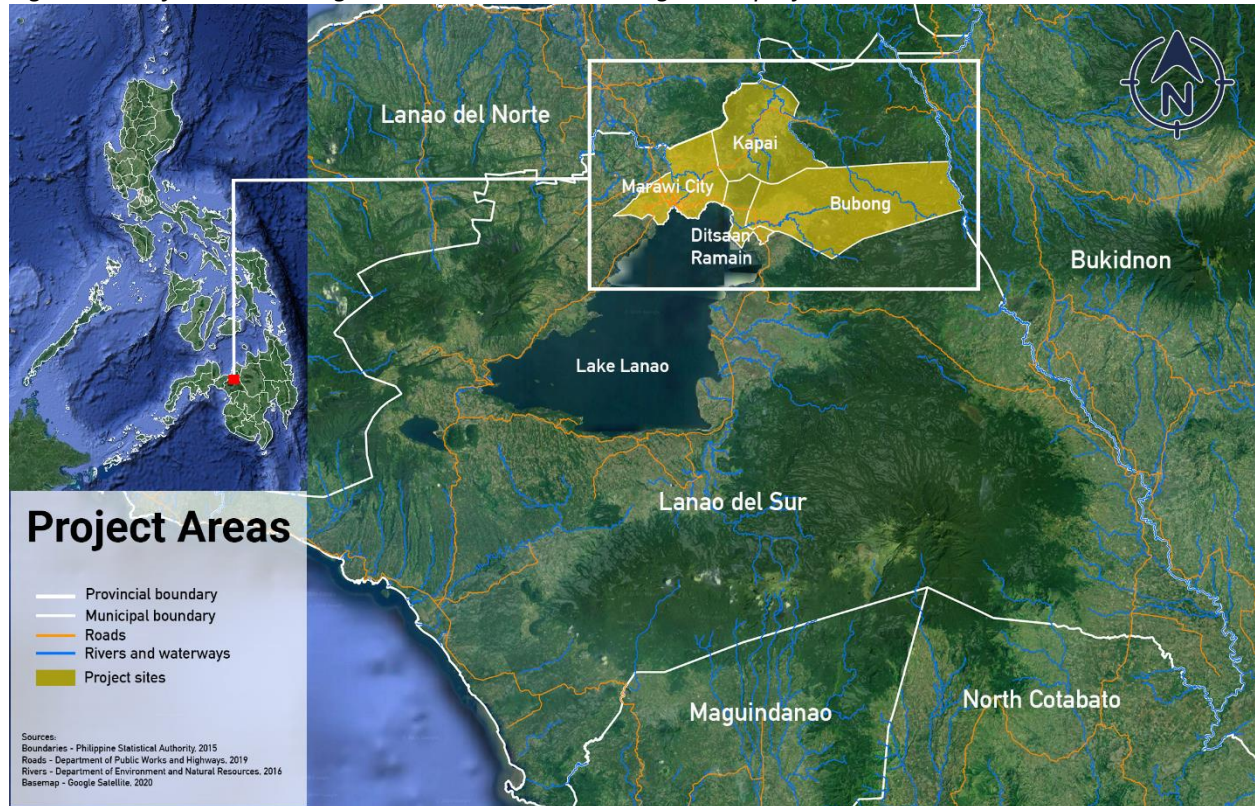 Lanao del Norte
Kapai
Marawi City
Bubong
Ditsaan
Ramain
Bukidnon
Lake Lanao
Lanao del Sur
Maguindanao
North Cotabato
N
Project Areas
Provincial boundary
Municipal boundary
Roads
Rivers and waterways
Project sites
Sources:
Boundaries - Philippine Statistical Authority, 2015
Roads - Department of Public Works and Highways, 2019
Rivers - Department of Environment and Natural Resources, 2016
Basemap - Google Satellite, 2020